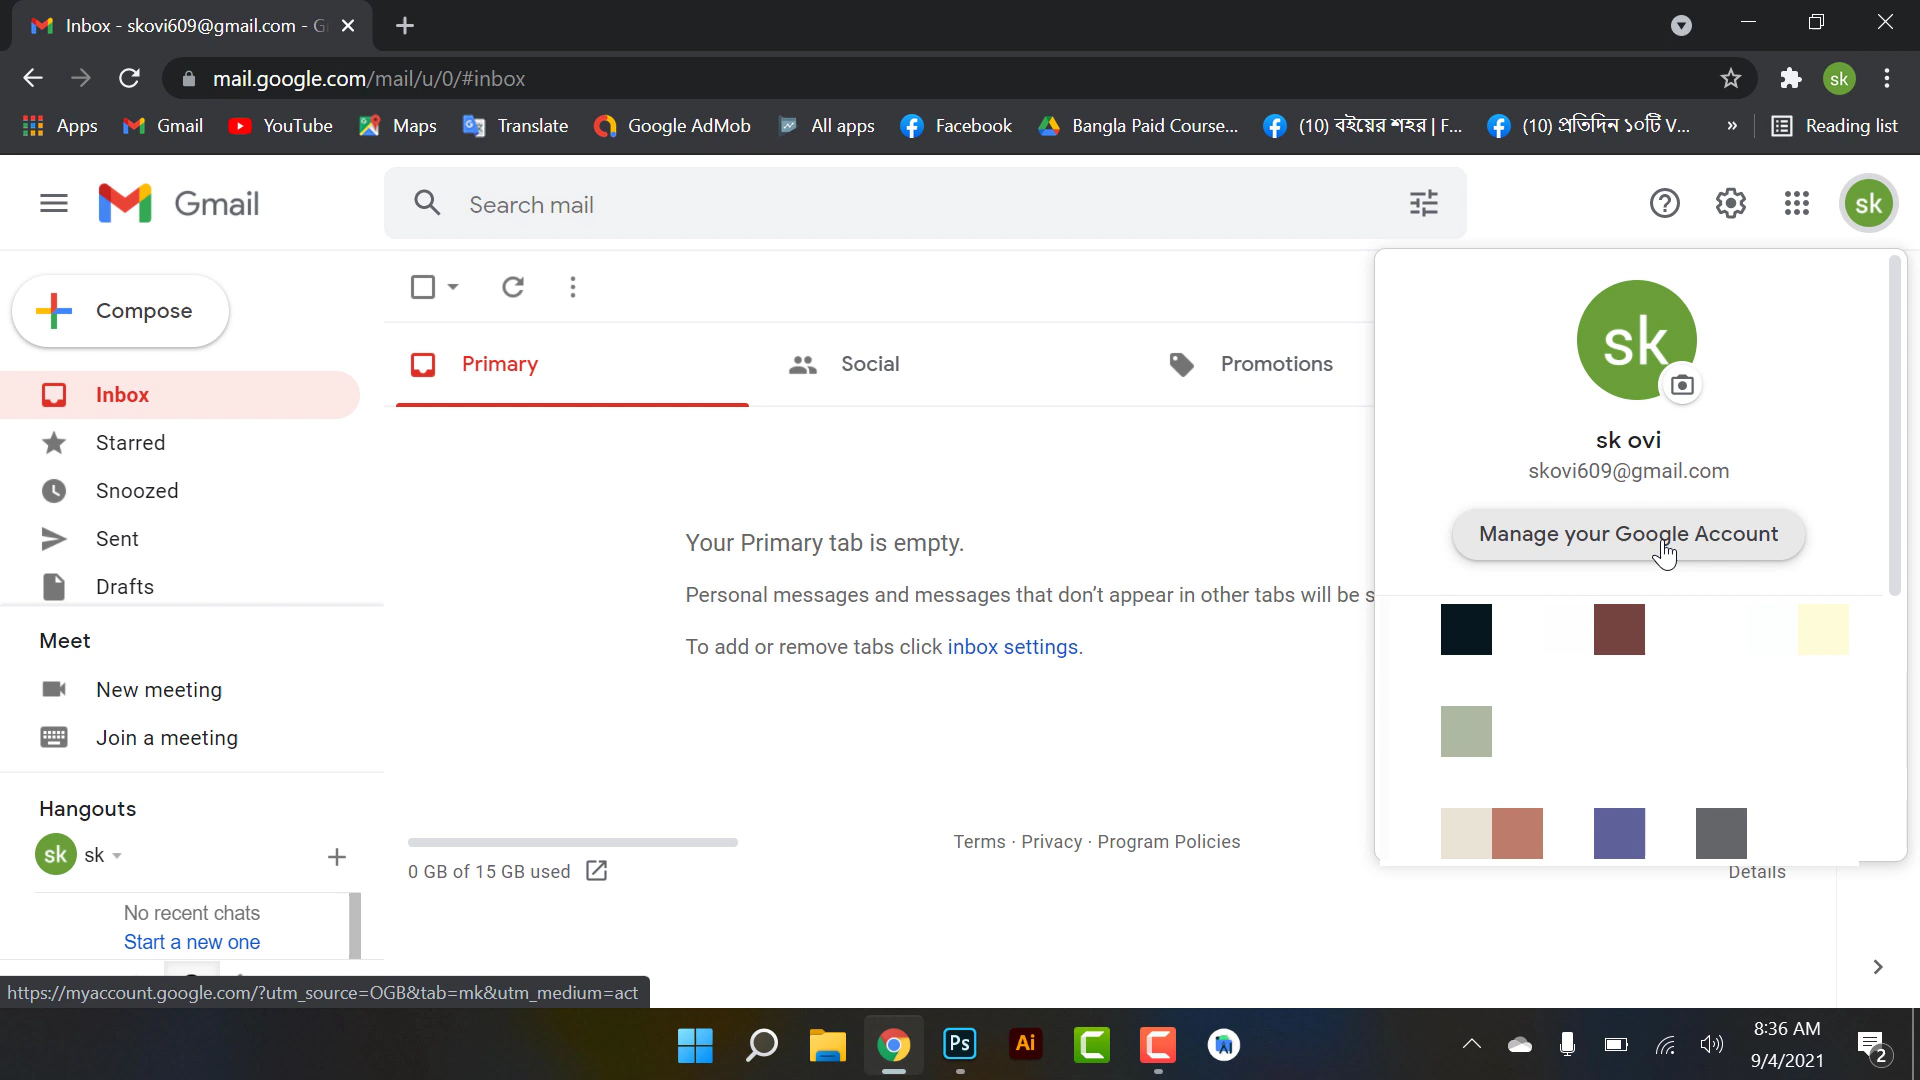 Inbox - skovi609@gmail.com - G
mail.google.com/mail/u/0/#inbox
sk
Apps
Gmail
YouTube
Maps
Translate
Google AdMob
All apps
Facebook
Bangla Paid Course...
(10) বইয়ের শহর | F...
(10) প্রতিদিন ১০টি V...
»
Reading list
Gmail
Search mail
sk
Compose
Primary
Social
Promotions
sk
sk ovi
skovi609@gmail.com
Manage your Google Account
Inbox
Starred
Snoozed
Sent
Drafts
Your Primary tab is empty.
Personal messages and messages that don't appear in other tabs will be s
To add or remove tabs click inbox settings.
Meet
New meeting
Join a meeting
Hangouts
sk
sk
No recent chats
Start a new one
0 GB of 15 GB used
Terms · Privacy · Program Policies
Details
https://myaccount.google.com/?utm_source=OGB&tab=mk&utm_medium=act
Ps
Ai
8:36 AM
9/4/2021
2